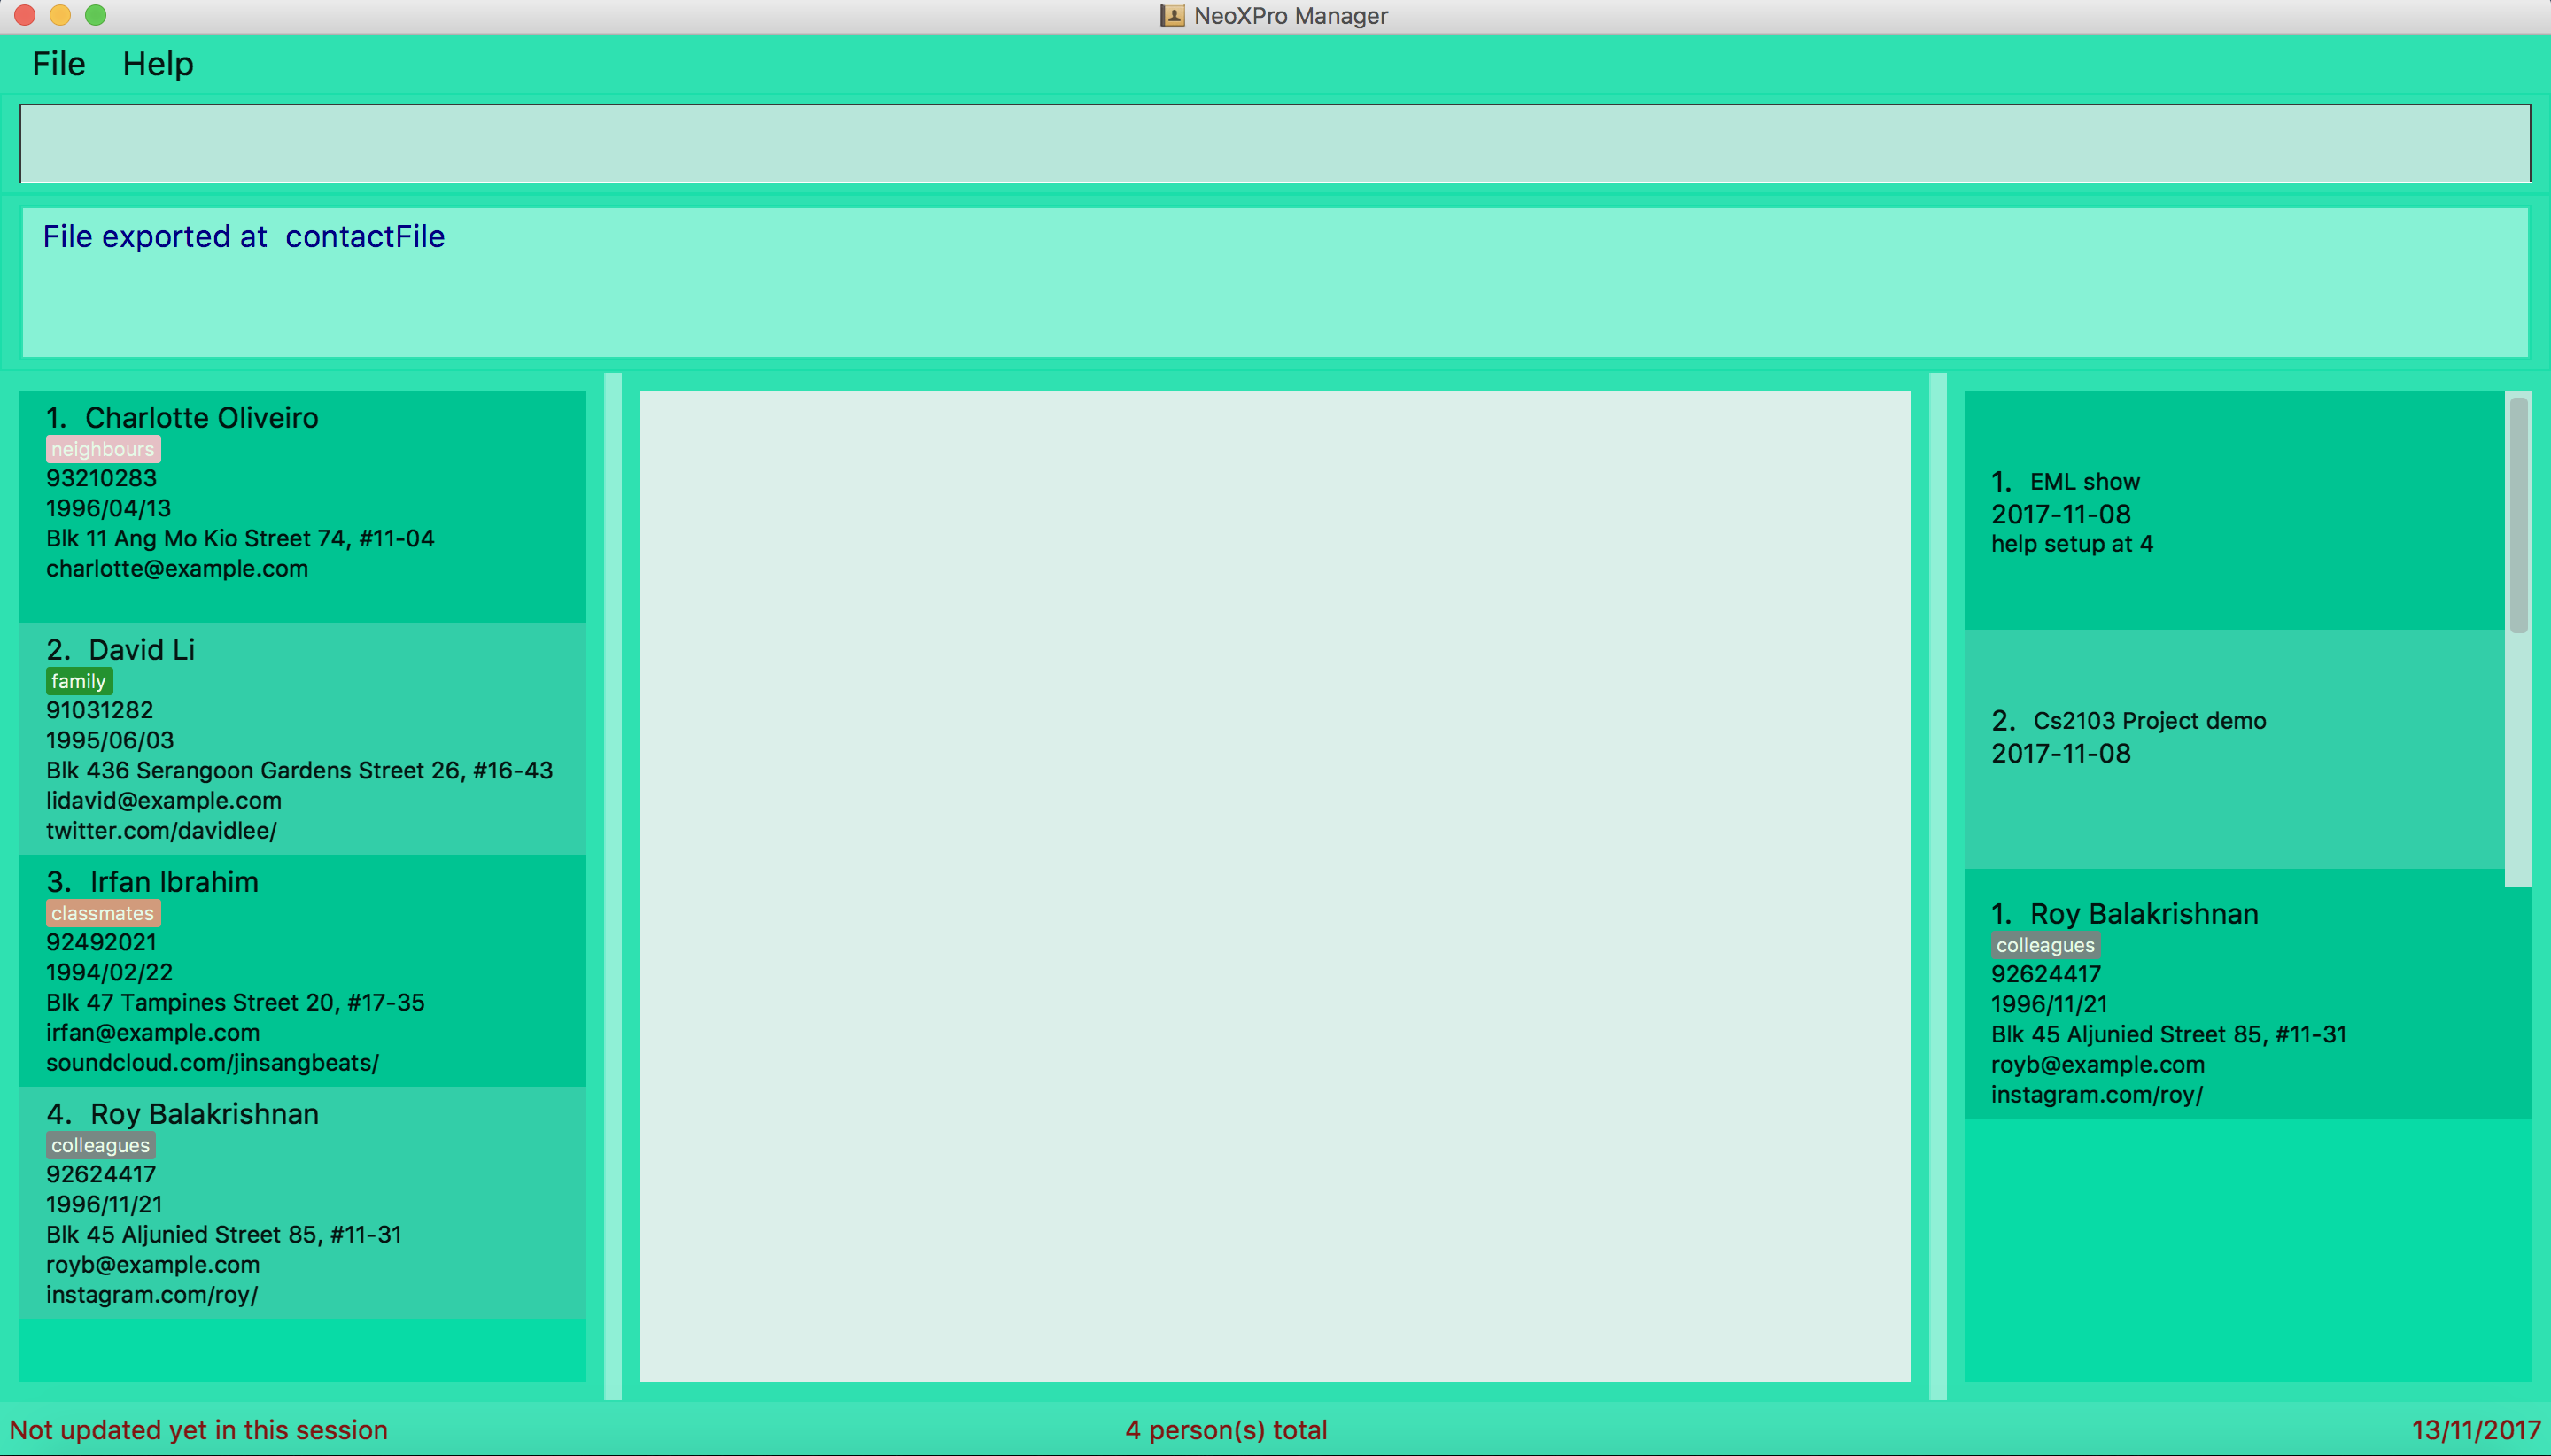 NeoXPro Manager
File Help
File exported at  contactFile
1. Charlotte Oliveiro
neighbours
93210283
1996/04/13
Blk 11 Ang Mo Kio Street 74, #11-04
charlotte@example.com
2. David Li
family
91031282
1995/06/03
Blk 436 Serangoon Gardens Street 26, #16-43
lidavid@example.com
twitter.com/davidlee/
3. Irfan Ibrahim
classmates
92492021
1994/02/22
Blk 47 Tampines Street 20, #17-35
irfan@example.com
soundcloud.com/jinsangbeats/
4. Roy Balakrishnan
colleagues
92624417
1996/11/21
Blk 45 Aljunied Street 85, #11-31
royb@example.com
instagram.com/roy/
1. EML show
2017-11-08
help setup at 4
2. Cs2103 Project demo
2017-11-08
1. Roy Balakrishnan
colleagues
92624417
1996/11/21
Blk 45 Aljunied Street 85, #11-31
royb@example.com
instagram.com/roy/
Not updated yet in this session
4 person(s) total
13/11/2017